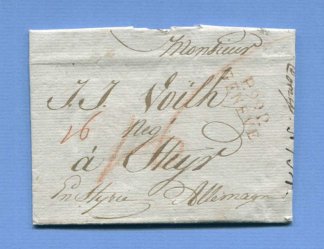 Monsieur
J. J. Voith
Neg
16
à Steyr
En Styrie Allemagne